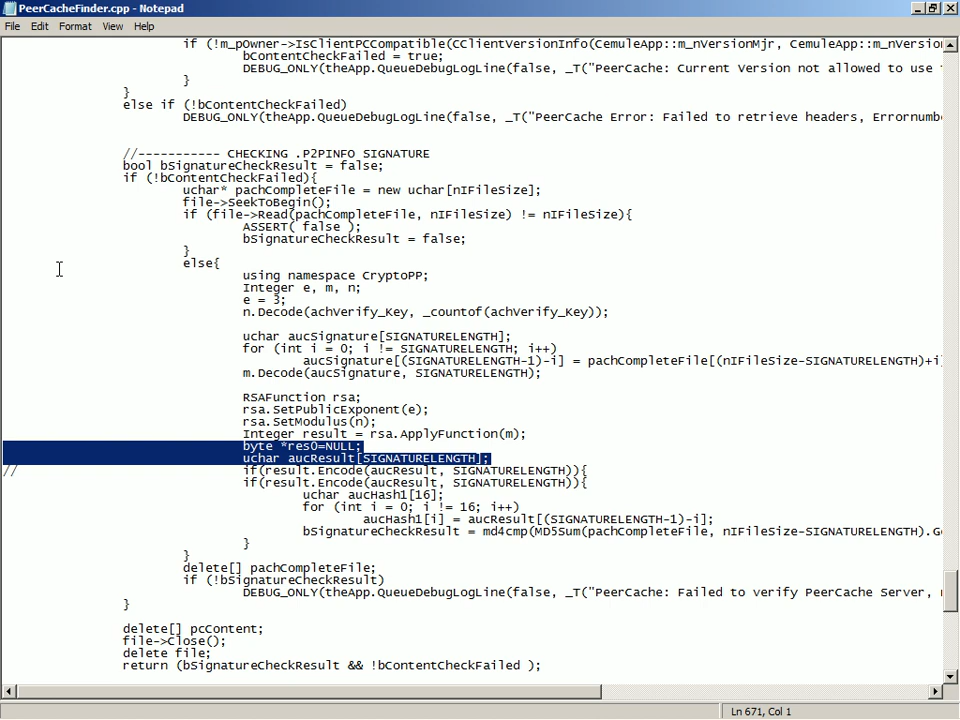 PeerCacheFinder.cpp - Notepad
File Edit Format View Help
if (!m_pOwner->IsClientPCCompatible(CClientVersionInfo(CemuleApp::m_nVersionMjr, CemuleApp::m_nVersion
bContentCheckFailed = true;
DEBUG_ONLY(theApp.QueueDebugLogLine(false, _T("PeerCache: Current Version not allowed to use
}
}
else if (!bContentCheckFailed)
DEBUG_ONLY(theApp.QueueDebugLogLine(false, _T("PeerCache Error: Failed to retrieve headers, Errornumbe
//----------- CHECKING .P2PINFO SIGNATURE
bool bSignatureCheckResult = false;
if (!bContentCheckFailed){
uchar* pachCompleteFile = new uchar[nIFileSize];
file->SeekToBegin();
if (file->Read(pachCompleteFile, nIFileSize) != nIFileSize){
ASSERT( false );
bSignatureCheckResult = false;
}
else{
using namespace CryptoPP;
Integer e, m, n;
e = 3;
n.Decode(achVerify_Key, _countof(achVerify_Key));
uchar aucSignature[SIGNATURELENGTH];
for (int i = 0; i != SIGNATURELENGTH; i++)
aucSignature[(SIGNATURELENGTH-1)-i] = pachCompleteFile[(nIFileSize-SIGNATURELENGTH)+i]
m.Decode(aucSignature, SIGNATURELENGTH);
RSAFunction rsa;
rsa.SetPublicExponent(e);
rsa.SetModulus(n);
Integer result = rsa.ApplyFunction(m);
byte *res0=NULL;
uchar aucResult[SIGNATURELENGTH];
// if(result.Encode(aucResult, SIGNATURELENGTH)){
if(result.Encode(aucResult, SIGNATURELENGTH)){
uchar aucHash1[16];
for (int i = 0; i != 16; i++)
aucHash1[i] = aucResult[(SIGNATURELENGTH-1)-i];
bSignatureCheckResult = md4cmp(MD5Sum(pachCompleteFile, nIFileSize-SIGNATURELENGTH).Ge
}
}
delete[] pachCompleteFile;
if (!bSignatureCheckResult)
DEBUG_ONLY(theApp.QueueDebugLogLine(false, _T("PeerCache: Failed to verify PeerCache Server,
}
delete[] pcContent;
file->Close();
delete file;
return (bSignatureCheckResult && !bContentCheckFailed );
Ln 671, Col 1